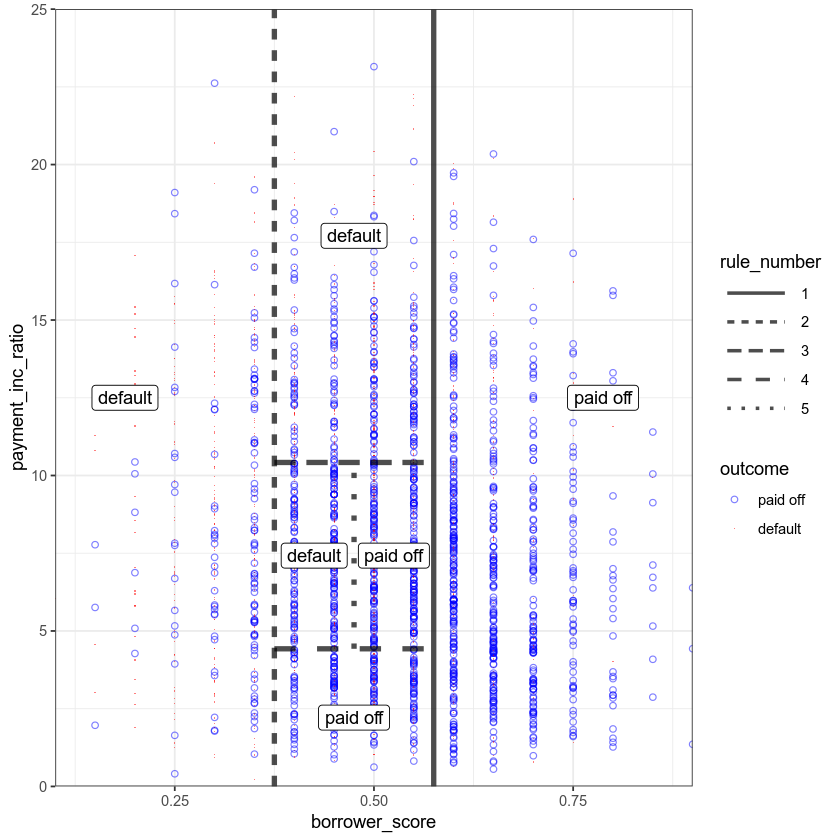 25
20
15
10
5
0
payment_inc_ratio
0.25
0.50
0.75
borrower_score
default
default
paid off
default
paid off
paid off
rule_number
1
2
3
4
5
outcome
paid off
default